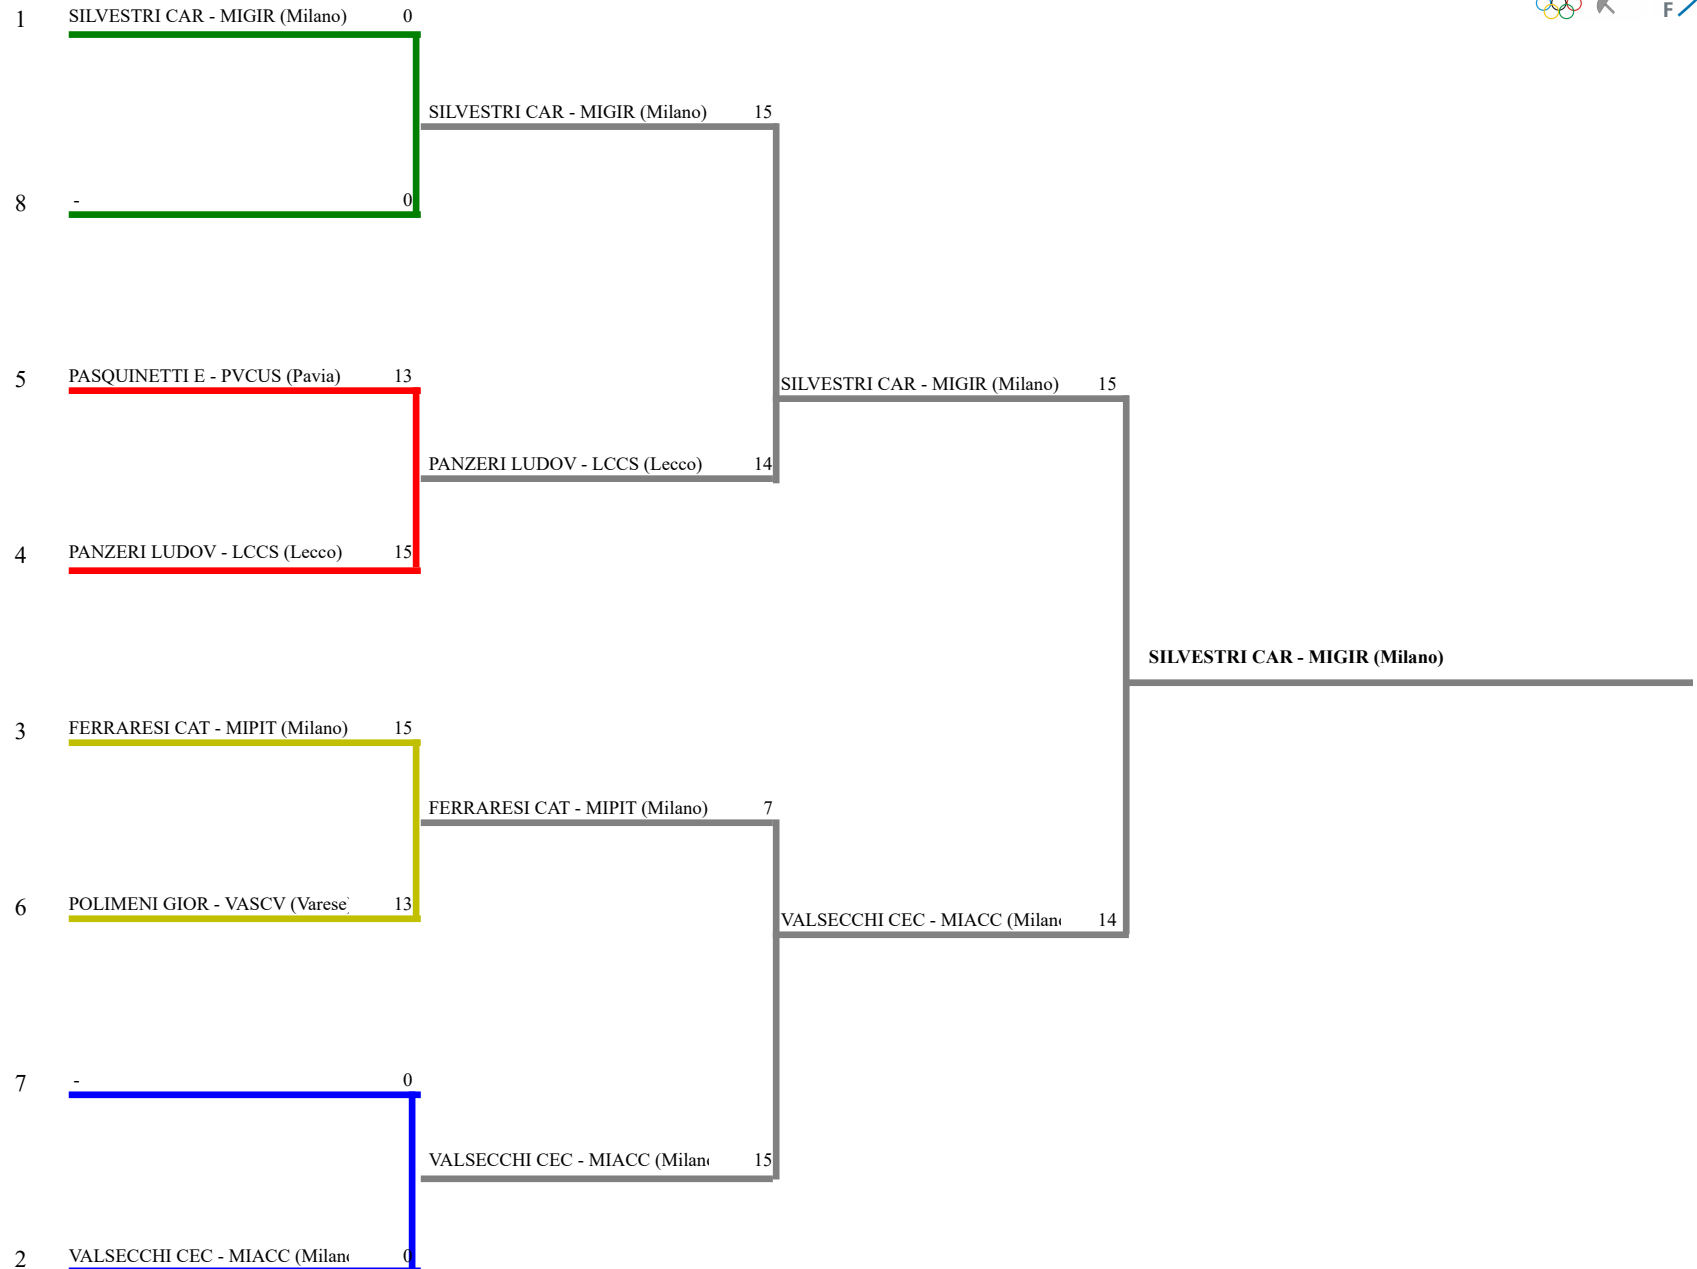 1 SILVESTRI CAR - MIGIR (Milano) 0
SILVESTRI CAR - MIGIR (Milano) 15
8 - 0
5 PASQUINETTI E - PVCUS (Pavia) 13
SILVESTRI CAR - MIGIR (Milano) 15
PANZERI LUDOV - LCCS (Lecco) 14
4 PANZERI LUDOV - LCCS (Lecco) 15
SILVESTRI CAR - MIGIR (Milano)
3 FERRARESI CAT - MIPIT (Milano) 15
FERRARESI CAT - MIPIT (Milano) 7
6 POLIMENI GIOR - VASCV (Varese) 13
VALSECCHI CEC - MIACC (Milan 14
7 - 0
VALSECCHI CEC - MIACC (Milan 15
2 VALSECCHI CEC - MIACC (Milan 0
F